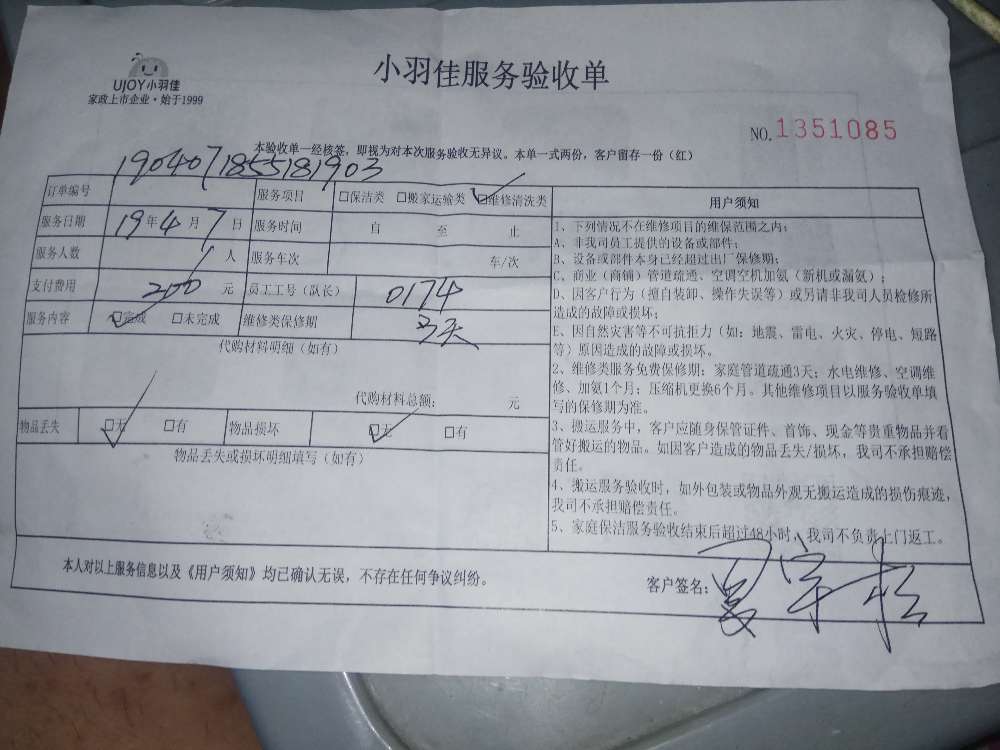 小羽佳服务验收单
UJOY小羽佳
家政上市企业·始于1999
NO.1351085
本验收单一经核签，即视为对本次服务验收无异议。本单一式两份，客户留存一份（红）
订单编号 1904071855181903 服务项目 □保洁类 □搬家运输类 □维修清洗类
服务日期 19年4月7日 服务时间 自 至 止
服务人数 人 服务车次 车/次
支付费用 200 元 员工工号（队长） 0174
服务内容 □完成 □未完成 维修类保修期 3天
代购材料明细（如有）
代购材料总额： 元
物品丢失 □无 □有 物品损坏 □无 □有
物品丢失或损坏明细填写（如有）
用户须知
1、下列情况不在维修项目的维保范围之内：
A、非我司员工提供的设备或部件；
B、设备或部件本身已经超过出厂保修期；
C、商业（商铺）管道疏通、空调空机加氨（新机或漏氨）；
D、因客户行为（擅自装卸、操作失误等）或另请非我司人员检修所
造成的故障或损坏；
E、因自然灾害等不可抗拒力（如：地震、雷电、火灾、停电、短路
等）原因造成的故障或损坏。
2、维修类服务免费保修期：家庭管道疏通3天；水电维修、空调维
修、加氨1个月；压缩机更换6个月。其他维修项目以服务验收单填
写的保修期为准。
3、搬运服务中，客户应随身保管证件、首饰、现金等贵重物品并看
管好搬运的物品。如因客户造成的物品丢失/损坏，我司不承担赔偿
责任。
4、搬运服务验收时，如外包装或物品外观无搬运造成的损伤痕迹，
我司不承担赔偿责任。
5、家庭保洁服务验收结束后超过48小时，我司不负责上门返工。
本人对以上服务信息以及《用户须知》均已确认无误，不存在任何争议纠纷。
客户签名：